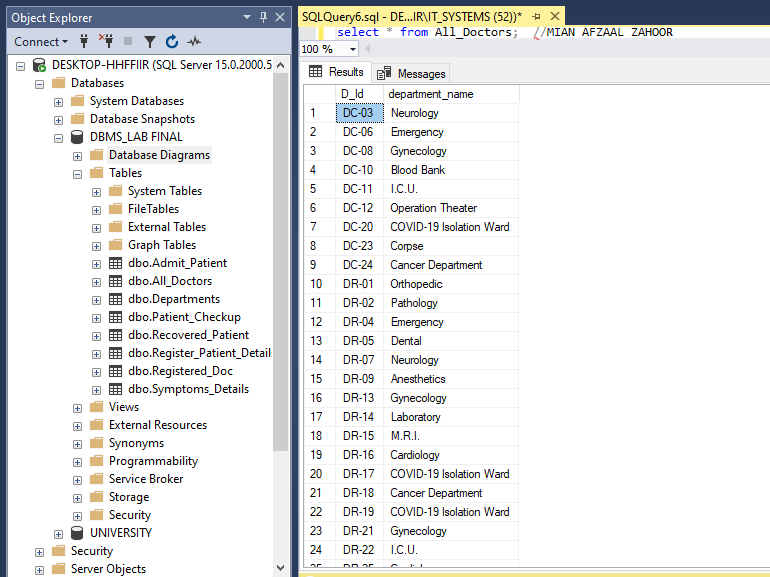 Object Explorer
Connect
DESKTOP-HHFFIIR (SQL Server 15.0.2000.5
Databases
System Databases
Database Snapshots
DBMS_LAB FINAL
Database Diagrams
Tables
System Tables
FileTables
External Tables
Graph Tables
dbo.Admit_Patient
dbo.All_Doctors
dbo.Departments
dbo.Patient_Checkup
dbo.Recovered_Patient
dbo.Register_Patient_Detail
dbo.Registered_Doc
dbo.Symptoms_Details
Views
External Resources
Synonyms
Programmability
Service Broker
Storage
Security
UNIVERSITY
Security
Server Objects
SQLQuery6.sql - DE...IR\IT_SYSTEMS (52))*
select * from All_Doctors; //MIAN AFZAAL ZAHOOR
100 %
Results Messages
D_Id department_name
1 DC-03 Neurology
2 DC-06 Emergency
3 DC-08 Gynecology
4 DC-10 Blood Bank
5 DC-11 I.C.U.
6 DC-12 Operation Theater
7 DC-20 COVID-19 Isolation Ward
8 DC-23 Corpse
9 DC-24 Cancer Department
10 DR-01 Orthopedic
11 DR-02 Pathology
12 DR-04 Emergency
13 DR-05 Dental
14 DR-07 Neurology
15 DR-09 Anesthetics
16 DR-13 Gynecology
17 DR-14 Laboratory
18 DR-15 M.R.I.
19 DR-16 Cardiology
20 DR-17 COVID-19 Isolation Ward
21 DR-18 Cancer Department
22 DR-19 COVID-19 Isolation Ward
23 DR-21 Gynecology
24 DR-22 I.C.U.